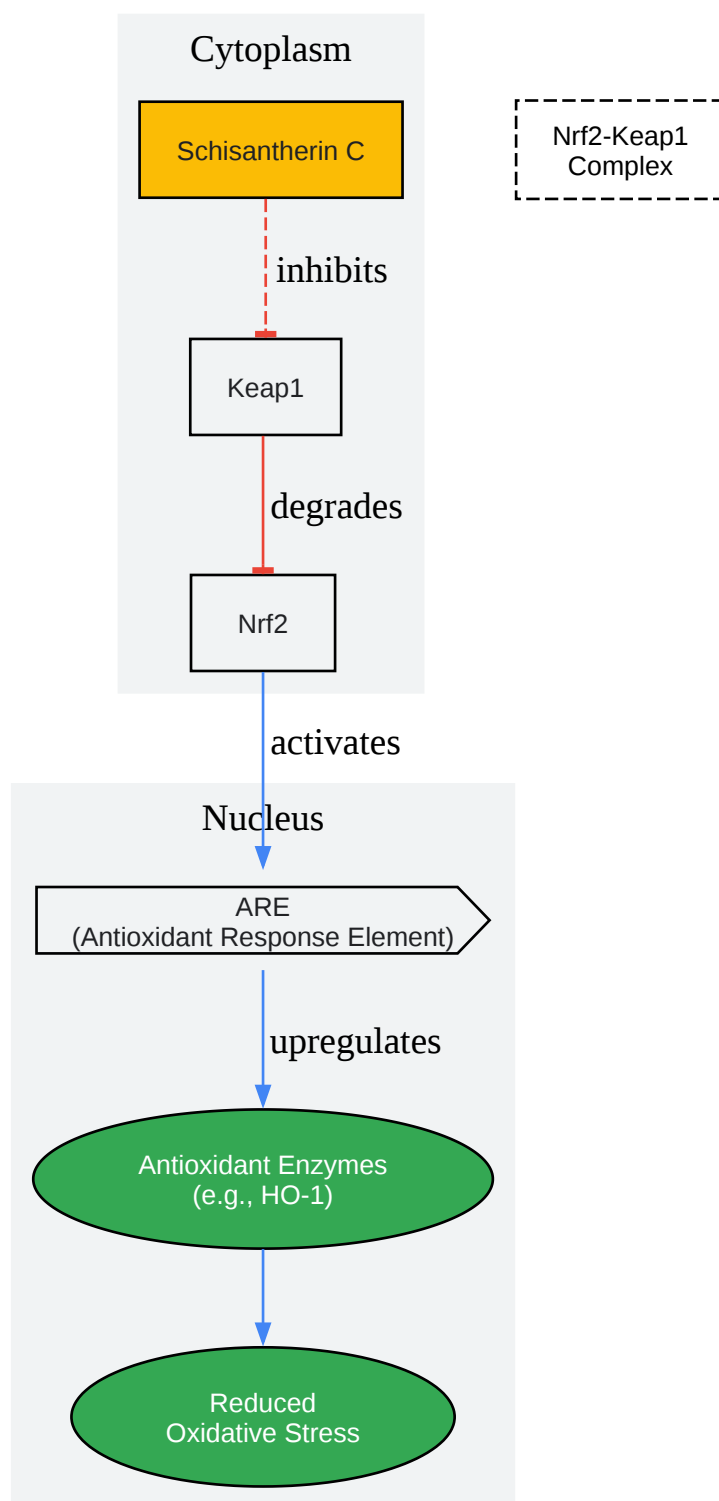 Cytoplasm
Schisantherin C
Nrf2-Keap1
Complex
inhibits
Keap1
degrades
Nrf2
activates
Nucleus
ARE
(Antioxidant Response Element)
upregulates
Antioxidant Enzymes
(e.g., HO-1)
Reduced
Oxidative Stress